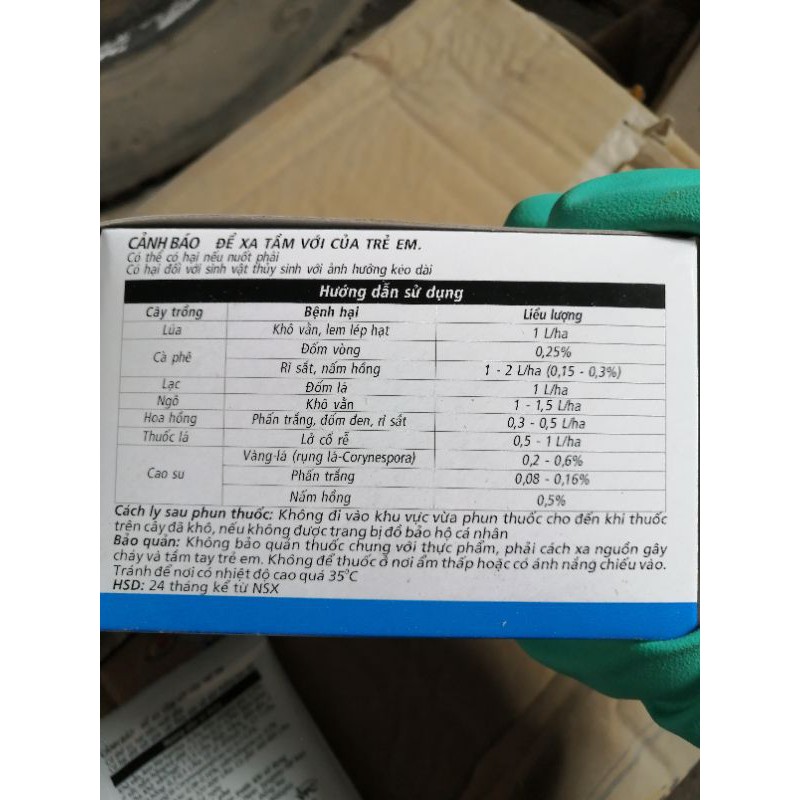 CẢNH BÁO ĐỂ XA TẦM VỚI CỦA TRẺ EM.
Có thể có hại nếu nuốt phải
Có hại đối với sinh vật thủy sinh với ảnh hưởng kéo dài
Hướng dẫn sử dụng
Cây trồng Bệnh hại Liều lượng
Lúa Khô vằn, lem lép hạt 1 L/ha
Cà phê Đốm vòng 0,25%
Rỉ sắt, nấm hồng 1 - 2 L/ha (0,15 - 0,3%)
Lạc Đốm lá 1 L/ha
Ngô Khô vằn 1 - 1,5 L/ha
Hoa hồng Phấn trắng, đốm đen, rỉ sắt 0,3 - 0,5 L/ha
Thuốc lá Lở cổ rễ 0,5 - 1 L/ha
Cao su Vàng lá (rụng lá-Corynespora) 0,2 - 0,6%
Phấn trắng 0,08 - 0,16%
Nấm hồng 0,5%
Cách ly sau phun thuốc: Không đi vào khu vực vừa phun thuốc cho đến khi thuốc
trên cây đã khô, nếu không được trang bị đồ bảo hộ cá nhân
Bảo quản: Không bảo quản thuốc chung với thực phẩm, phải cách xa nguồn gây
cháy và tầm tay trẻ em. Không để thuốc ở nơi ẩm thấp hoặc có ánh nắng chiếu vào.
Tránh để nơi có nhiệt độ cao quá 35°C
HSD: 24 tháng kể từ NSX